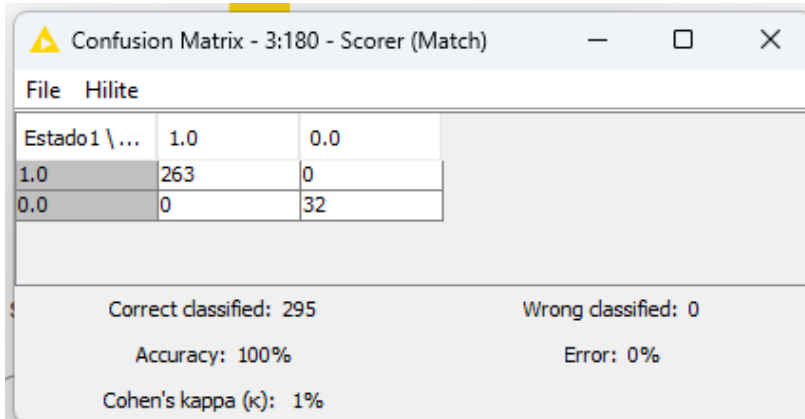 Confusion Matrix - 3:180 - Scorer (Match)
File Hilite
Estado1 \ ... 1.0 0.0
1.0 263 0
0.0 0 32
Correct classified: 295 Wrong classified: 0
Accuracy: 100% Error: 0%
Cohen's kappa (κ): 1%